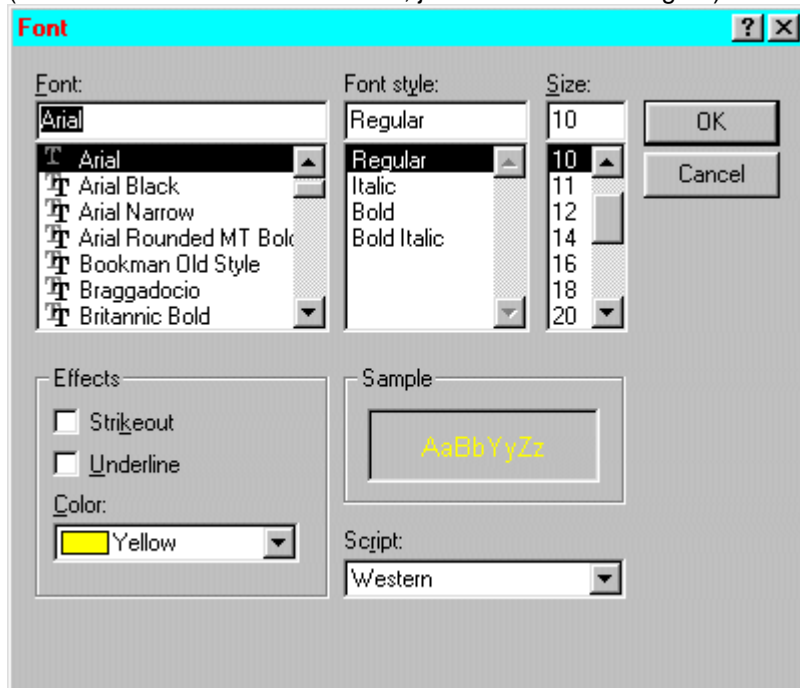 Font
Font:
Arial
Arial
Arial Black
Arial Narrow
Arial Rounded MT Bold
Bookman Old Style
Braggadocio
Britannic Bold
Font style:
Regular
Regular
Italic
Bold
Bold Italic
Size:
10
10
11
12
14
16
18
20
OK
Cancel
Effects
Strikeout
Underline
Color:
Yellow
Sample
AaBbYyZz
Script:
Western